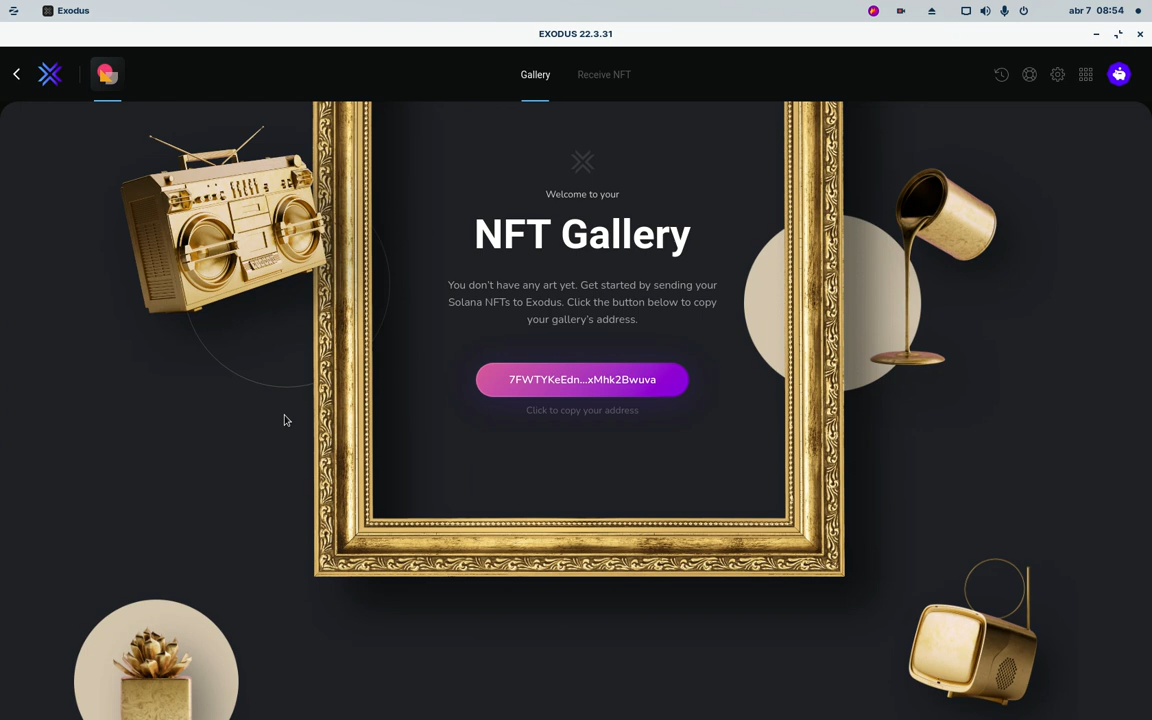 Exodus
abr 7 08:54
EXODUS 22.3.31
Gallery
Receive NFT
Welcome to your
NFT Gallery
You don’t have any art yet. Get started by sending your
Solana NFTs to Exodus. Click the button below to copy
your gallery’s address.
7FWTYKeEdn...xMhk2Bwuva
Click to copy your address